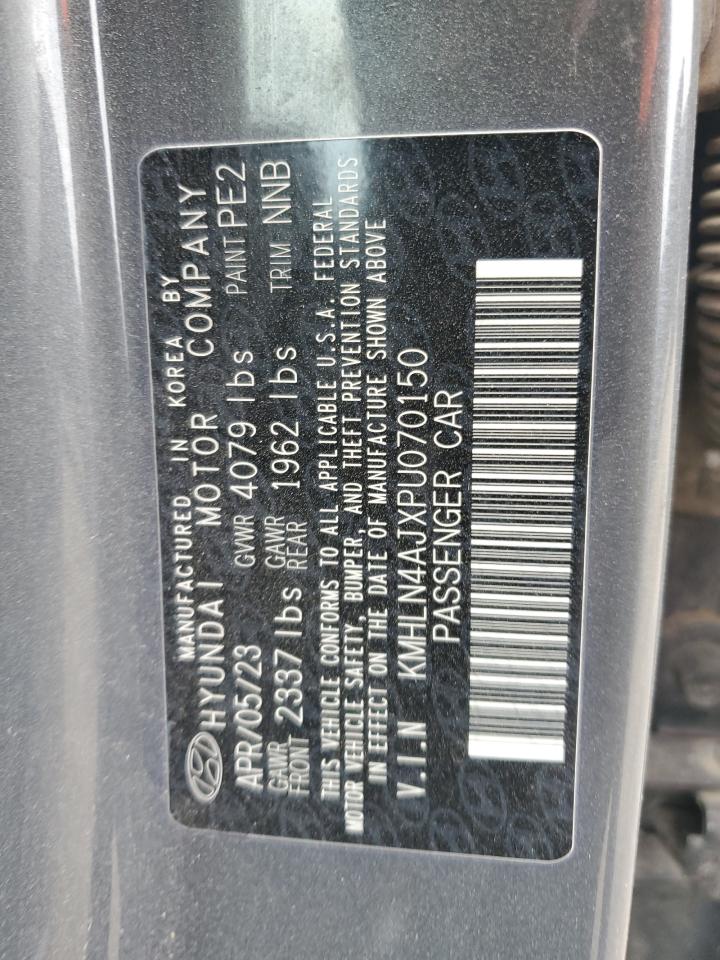 MANUFACTURED IN KOREA BY
HYUNDAI MOTOR COMPANY
APR/05/23 GVWR 4079 lbs PAINT PE2
GAWR FRONT 2337 lbs GAWR REAR 1962 lbs TRIM NNB
THIS VEHICLE CONFORMS TO ALL APPLICABLE U.S.A. FEDERAL
MOTOR VEHICLE SAFETY, BUMPER, AND THEFT PREVENTION STANDARDS
IN EFFECT ON THE DATE OF MANUFACTURE SHOWN ABOVE
V.I.N KMHLN4AJXPU070150
PASSENGER CAR